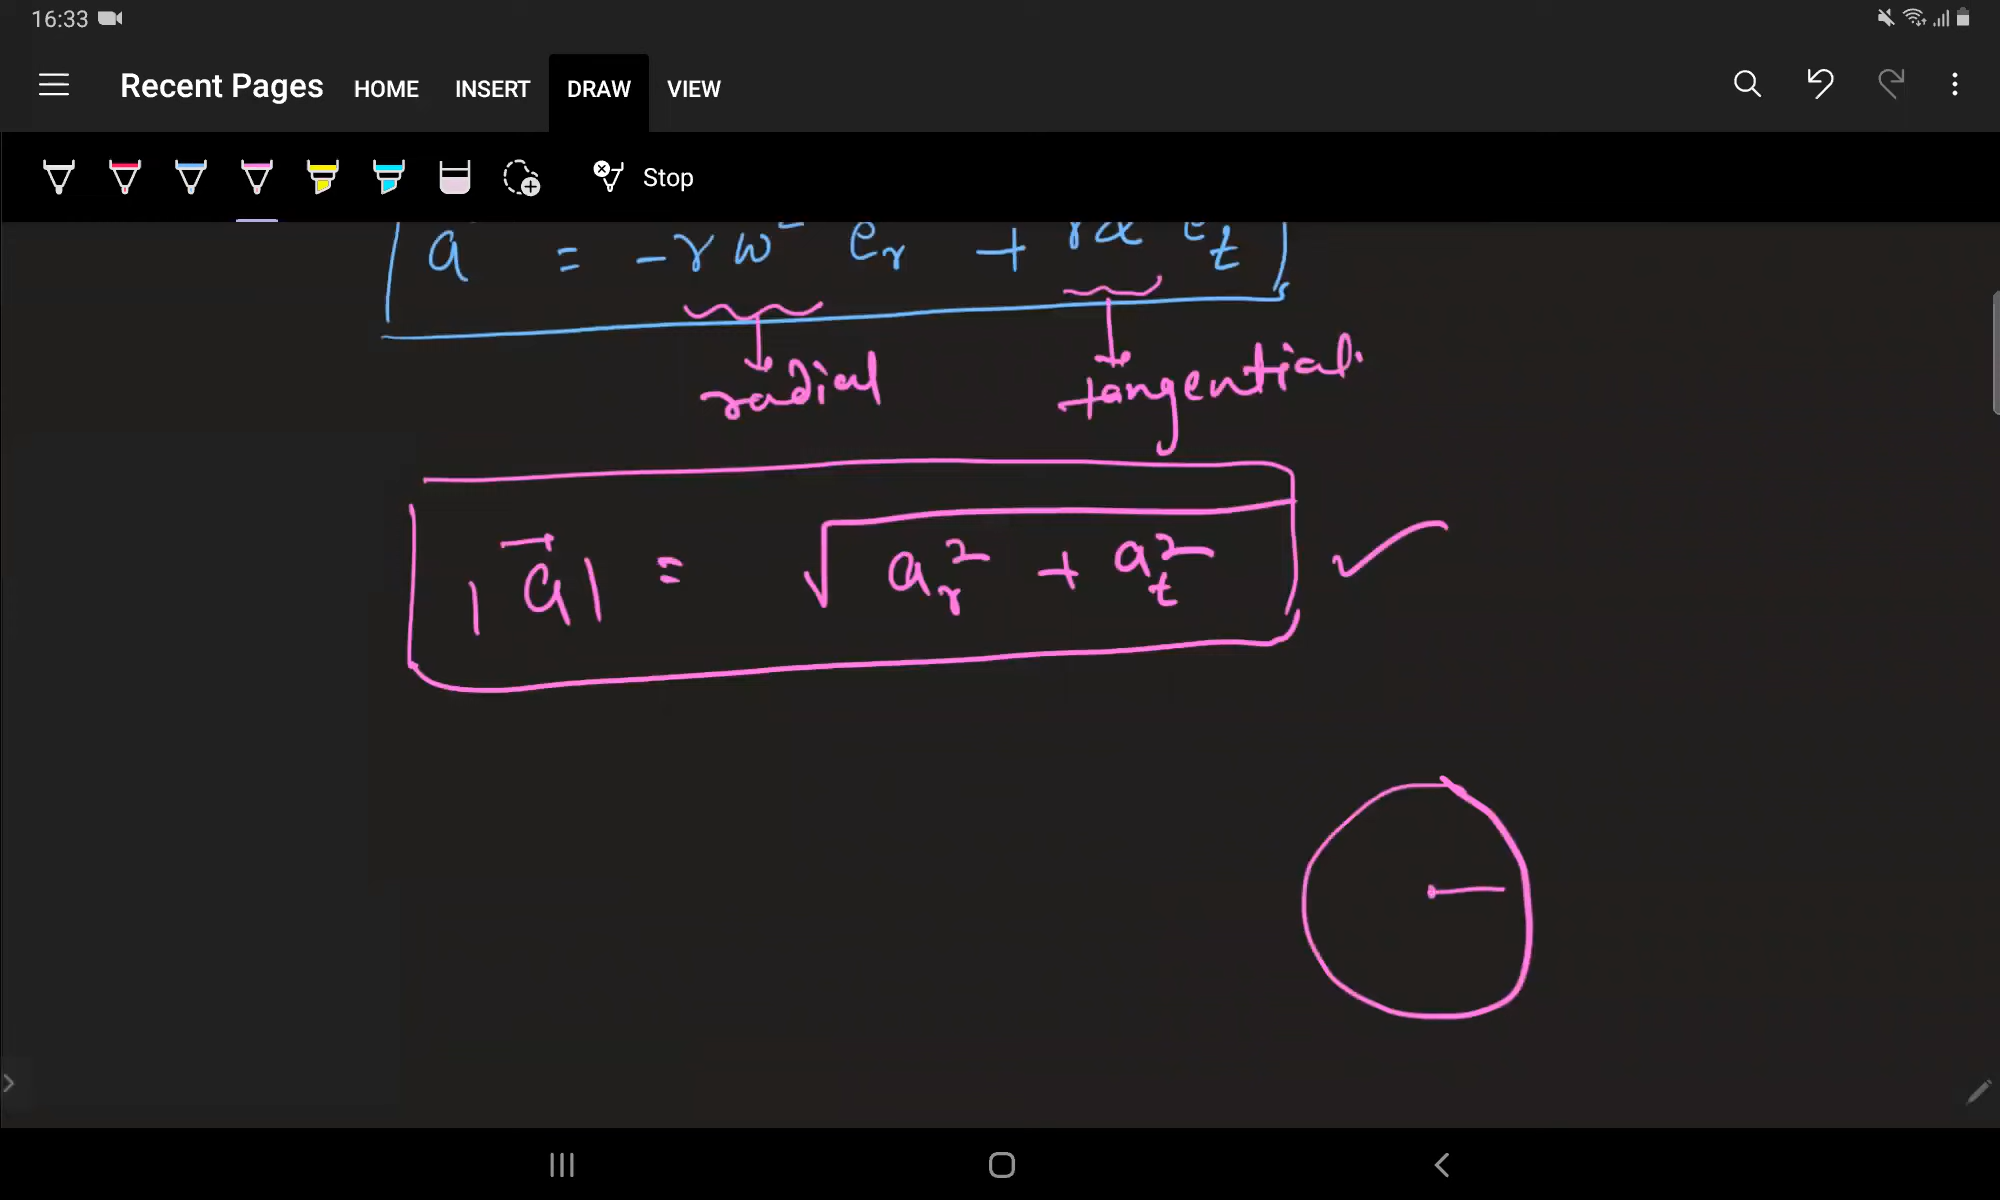 16:33
Recent Pages HOME INSERT DRAW VIEW
Stop
a = -rω² e_r + rα e_t
radial tangential.
|a⃗| = √(a_r² + a_t²)